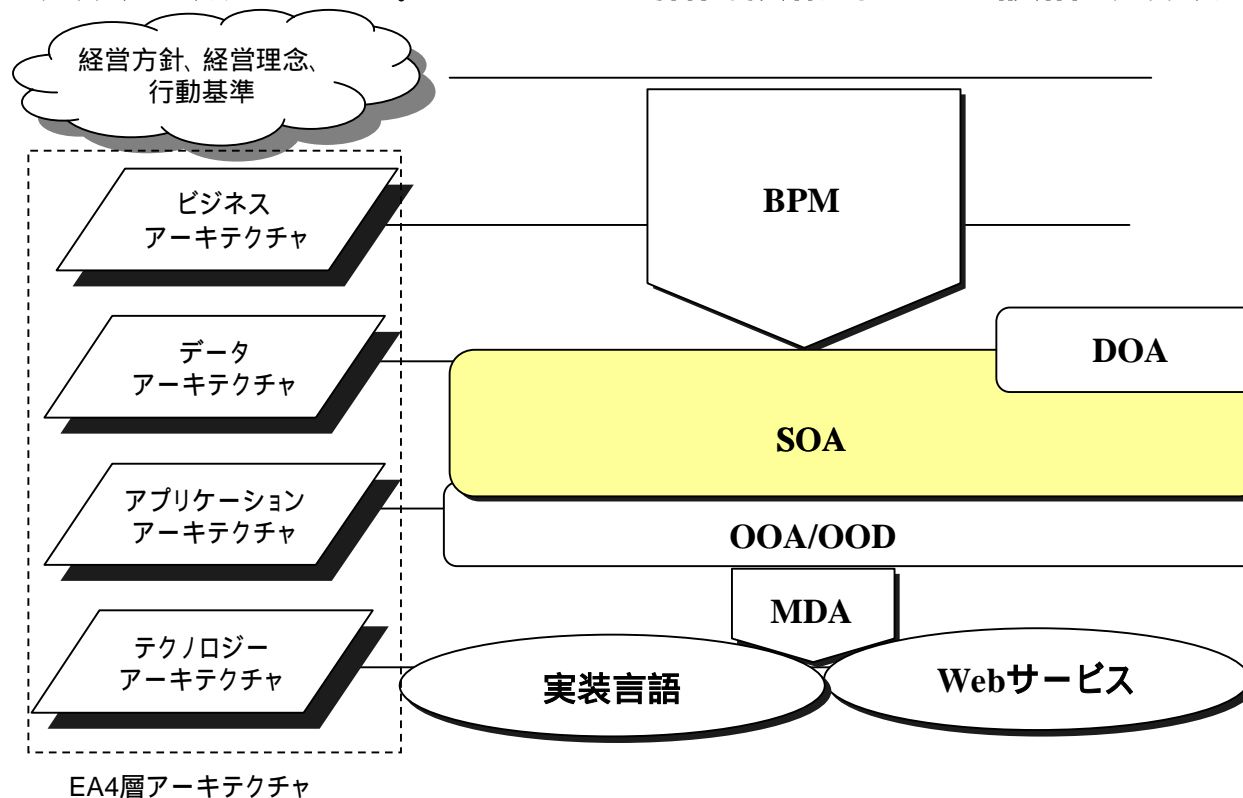 経営方針、経営理念、
行動基準
ビジネス
アーキテクチャ
BPM
データ
アーキテクチャ
DOA
SOA
アプリケーション
アーキテクチャ
OOA/OOD
MDA
テクノロジー
アーキテクチャ
実装言語
Webサービス
EA4層アーキテクチャ